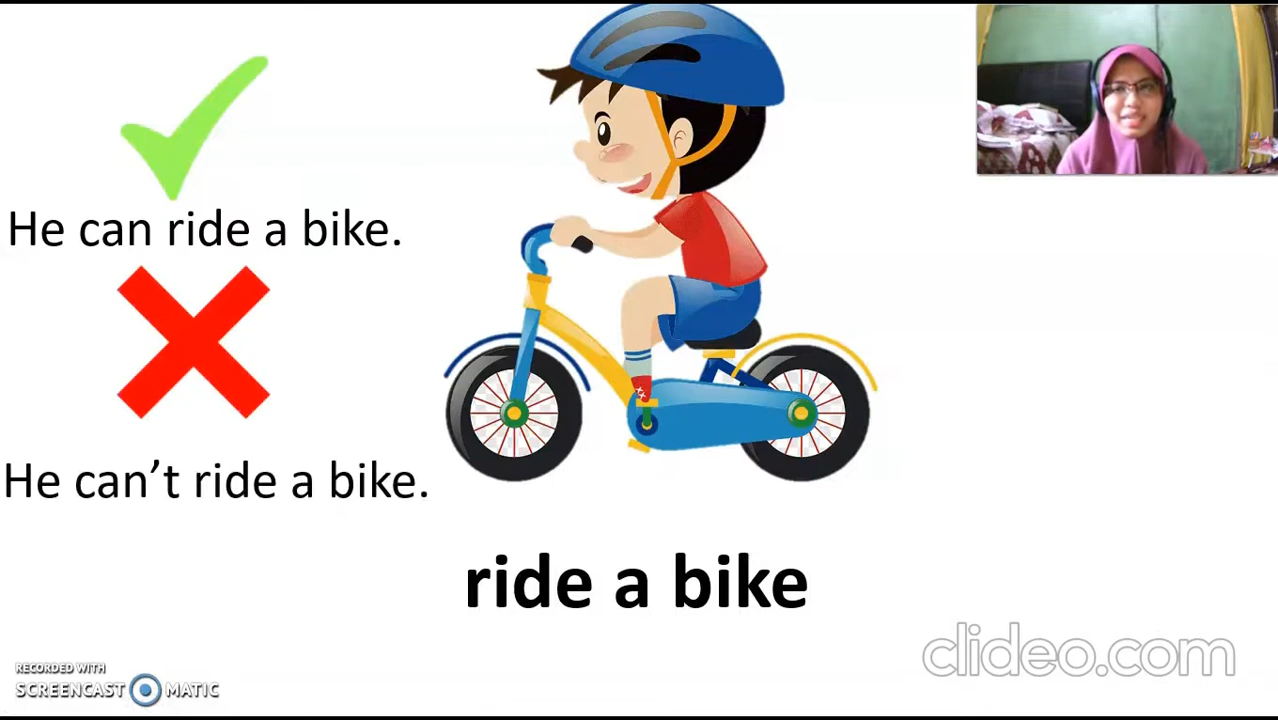 He can ride a bike.
He can’t ride a bike.
ride a bike
RECORDED WITH
SCREENCAST MATIC
clideo.com